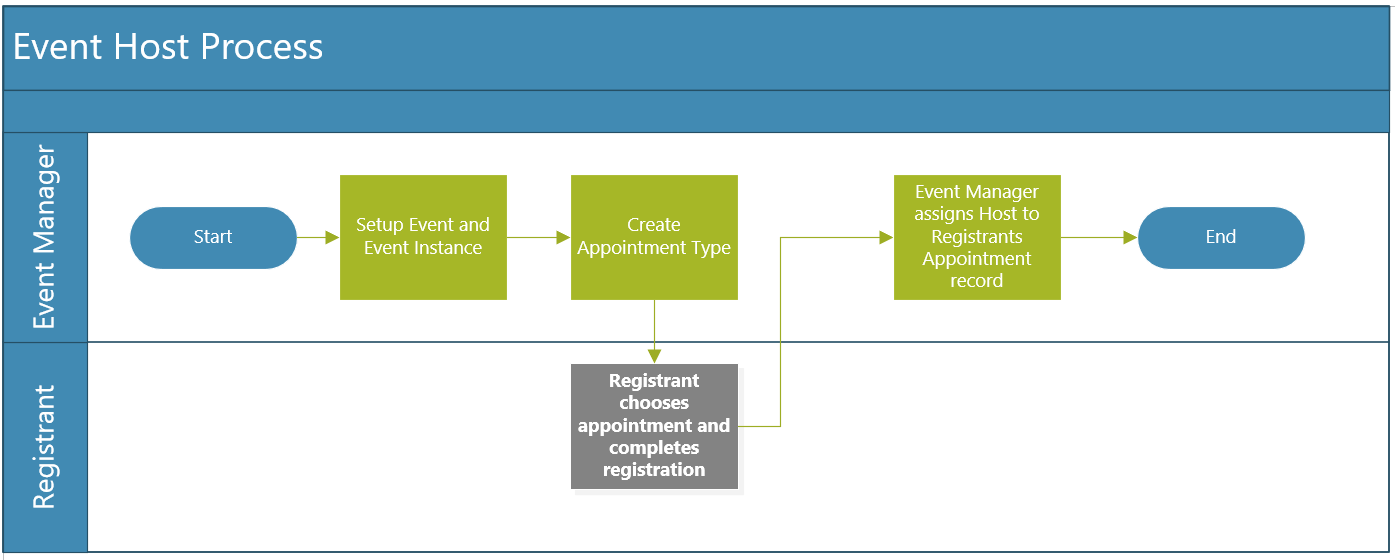 Event Host Process
Event Manager
Start
Setup Event and
Event Instance
Create
Appointment Type
Event Manager
assigns Host to
Registrants
Appointment
record
End
Registrant
Registrant
chooses
appointment and
completes
registration